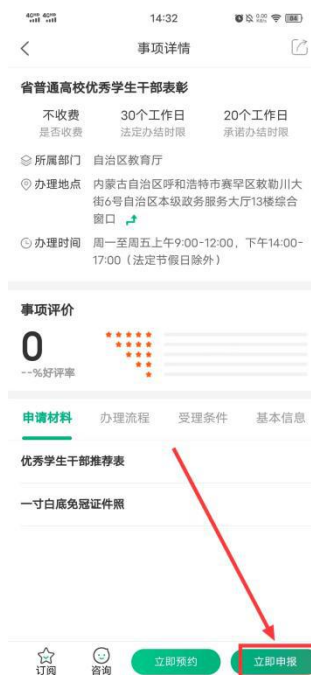 14:32
84
事项详情
省普通高校优秀学生干部表彰
不收费 30个工作日 20个工作日
是否收费 法定办结时限 承诺办结时限
所属部门 自治区教育厅
办理地点 内蒙古自治区呼和浩特市赛罕区敕勒川大
街6号自治区本级政务服务大厅13楼综合
窗口
办理时间 周一至周五上午9:00-12:00，下午14:00-
17:00（法定节假日除外）
事项评价
0
--%好评率
申请材料 办理流程 受理条件 基本信息
优秀学生干部推荐表
一寸白底免冠证件照
订阅 咨询 立即预约 立即申报